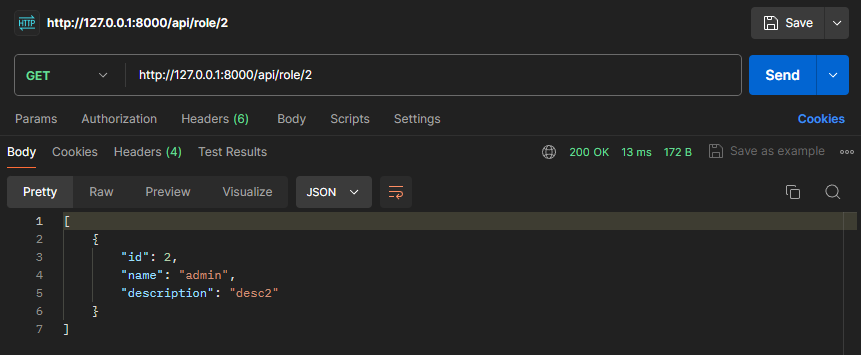 HTTP http://127.0.0.1:8000/api/role/2 Save
GET http://127.0.0.1:8000/api/role/2 Send
Params Authorization Headers (6) Body Scripts Settings Cookies
Body Cookies Headers (4) Test Results 200 OK 13 ms 172 B Save as example
Pretty Raw Preview Visualize JSON
1 [
2 {
3 "id": 2,
4 "name": "admin",
5 "description": "desc2"
6 }
7 ]